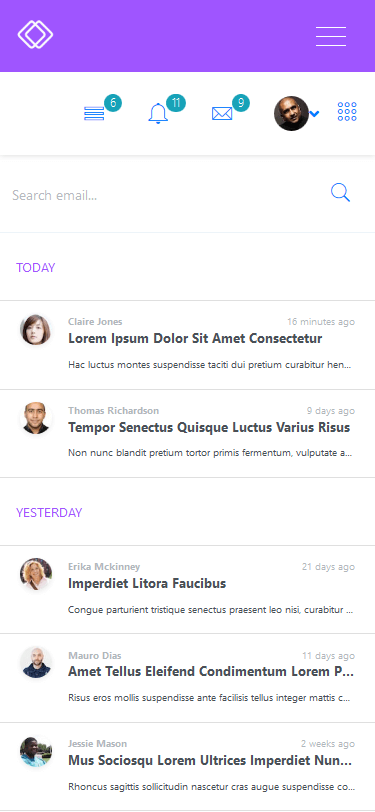 6
11
9
Search email...
TODAY
Claire Jones 16 minutes ago
Lorem Ipsum Dolor Sit Amet Consectetur
Hac luctus montes suspendisse taciti dui pretium curabitur hen...
Thomas Richardson 9 days ago
Tempor Senectus Quisque Luctus Varius Risus
Non nunc blandit pretium tortor primis fermentum, vulputate a...
YESTERDAY
Erika Mckinney 21 days ago
Imperdiet Litora Faucibus
Congue parturient tristique senectus praesent leo nisi, curabitur ...
Mauro Dias 11 days ago
Amet Tellus Eleifend Condimentum Lorem P...
Risus eros mollis suspendisse ante facilisis tellus integer mattis c...
Jessie Mason 2 weeks ago
Mus Sociosqu Lorem Ultrices Imperdiet Nun...
Rhoncus sagittis sollicitudin nascetur cras augue suspendisse co...